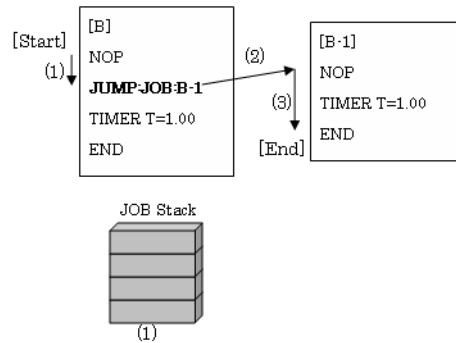 [Start]
(1)
[B]
NOP
JUMP JOB:B-1
TIMER T=1.00
END
(2)
(3)
[End]
[B-1]
NOP
TIMER T=1.00
END
JOB Stack
(1)